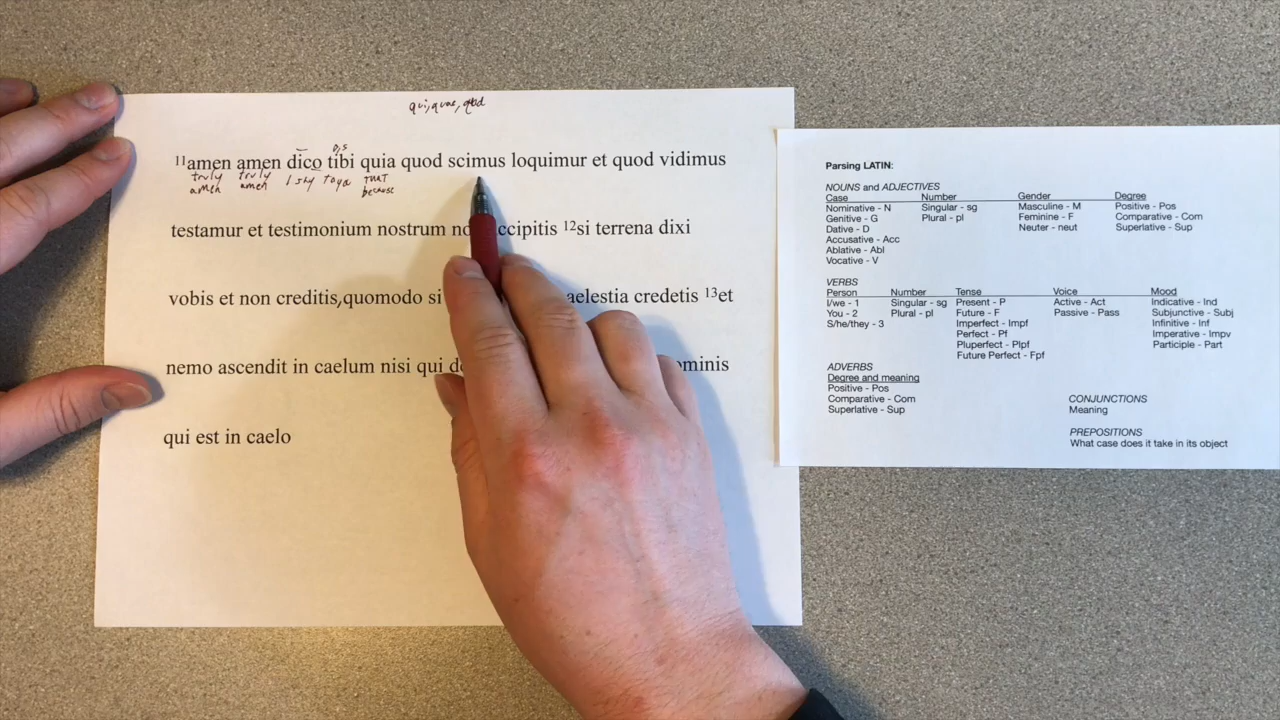 qui, quae, quod
D, S
11amen amen dico tibi quia quod scimus loquimur et quod vidimus
truly truly I say to you that
amen amen because
testamur et testimonium nostrum no ccipitis 12si terrena dixi
vobis et non creditis,quomodo si aelestia credetis 13et
nemo ascendit in caelum nisi qui de ominis
qui est in caelo
Parsing LATIN:
NOUNS and ADJECTIVES
Case Number Gender Degree
Nominative - N Singular - sg Masculine - M Positive - Pos
Genitive - G Plural - pl Feminine - F Comparative - Com
Dative - D Neuter - neut Superlative - Sup
Accusative - Acc
Ablative - Abl
Vocative - V
VERBS
Person Number Tense Voice Mood
I/we - 1 Singular - sg Present - P Active - Act Indicative - Ind
You - 2 Plural - pl Future - F Passive - Pass Subjunctive - Subj
S/he/they - 3 Imperfect - Impf Infinitive - Inf
Perfect - Pf Imperative - Impv
Pluperfect - Plpf Participle - Part
Future Perfect - Fpf
ADVERBS
Degree and meaning
Positive - Pos
Comparative - Com
Superlative - Sup
CONJUNCTIONS
Meaning
PREPOSITIONS
What case does it take in its object